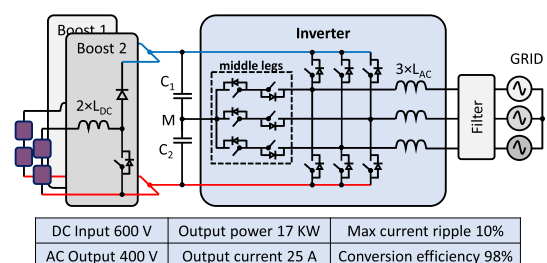 Boost 1
Boost 2
Inverter
middle legs
C1
M
C2
2×LDC
3×LAC
Filter
GRID
DC Input 600 V Output power 17 KW Max current ripple 10%
AC Output 400 V Output current 25 A Conversion efficiency 98%